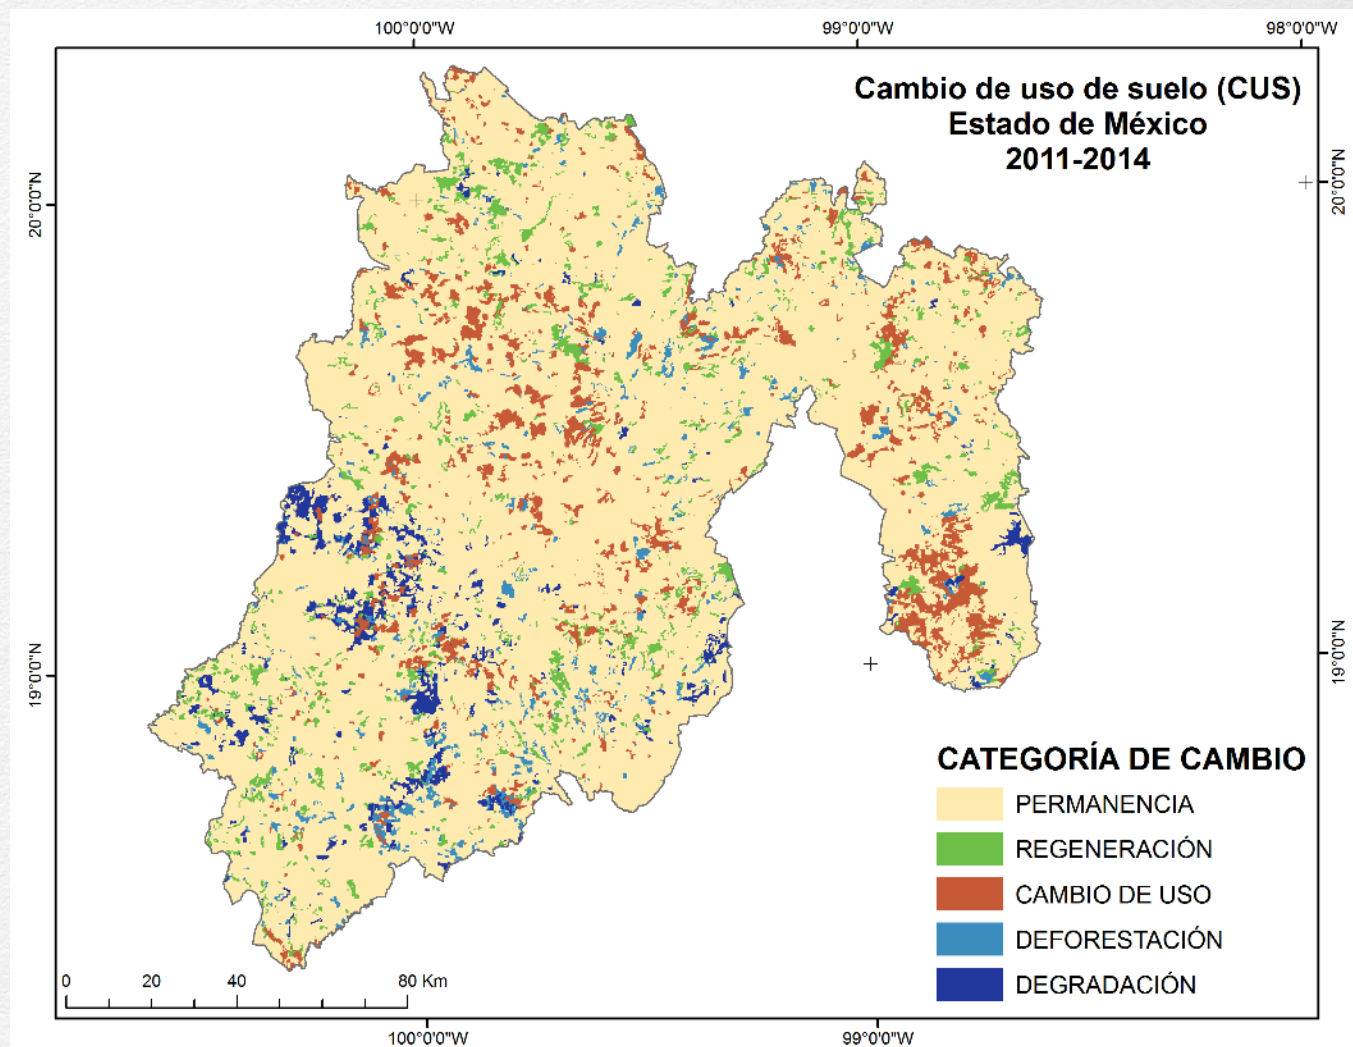 100°0'0"W
99°0'0"W
98°0'0"W
Cambio de uso de suelo (CUS)
Estado de México
2011-2014
20°0'0"N
20°0'0"N
19°0'0"N
19°0'0"N
CATEGORÍA DE CAMBIO
PERMANENCIA
REGENERACIÓN
CAMBIO DE USO
DEFORESTACIÓN
DEGRADACIÓN
0 20 40 80 Km
100°0'0"W
99°0'0"W